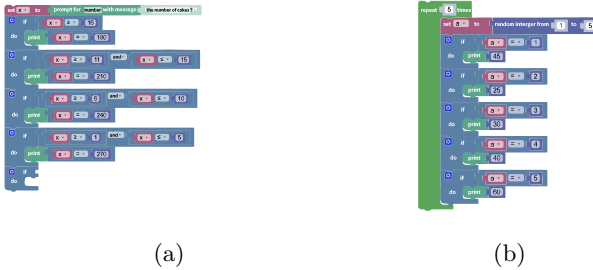 set x to prompt for number with message the number of cakes ?
if x ≥ 16
do print x = 180
if x ≥ 11 and x ≤ 15
do print x = 210
if x ≥ 6 and x ≤ 10
do print x = 240
if x ≥ 1 and x ≤ 5
do print x = 270
if
do
(a)
repeat 5 times
set a to random interger from 1 to 5
if a = 1
do print 45
if a = 2
do print 25
if a = 3
do print 30
if a = 4
do print 40
if a = 5
do print 60
(b)